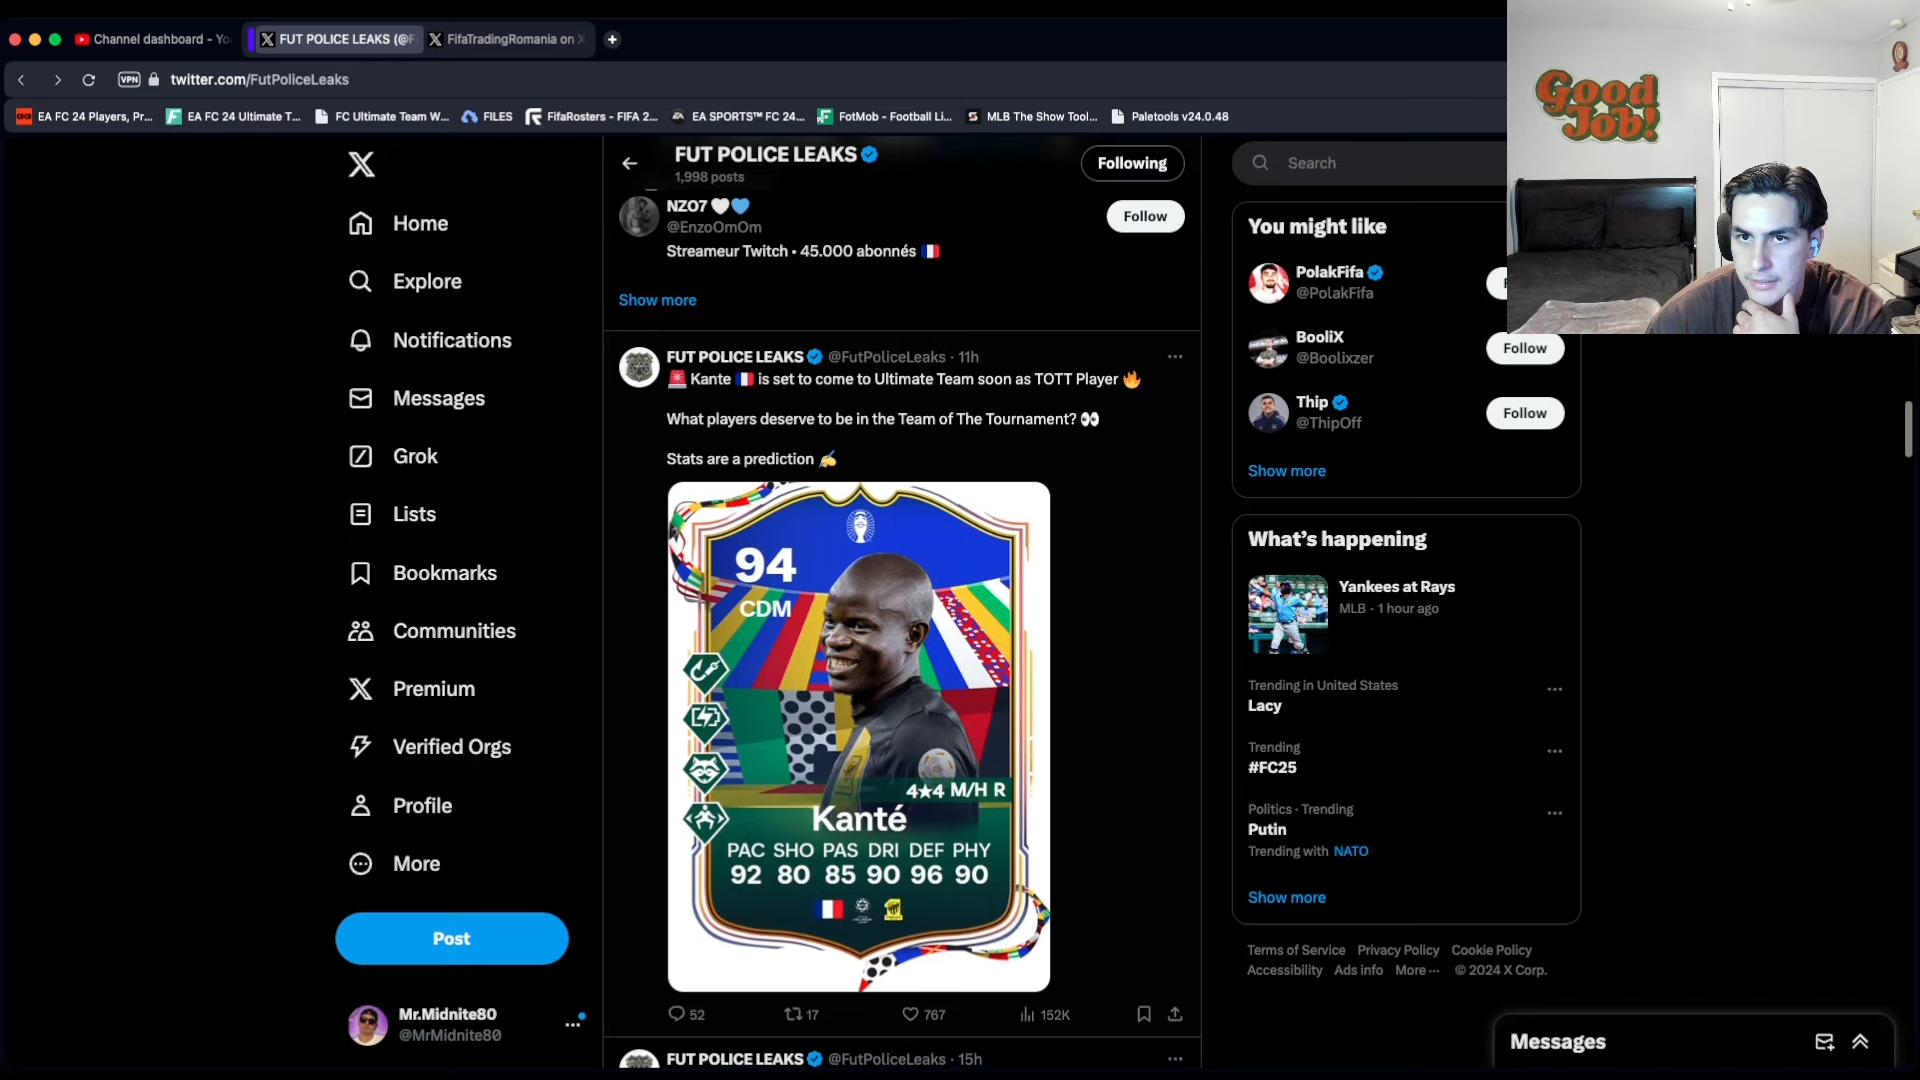 Channel dashboard - Yo
FUT POLICE LEAKS (@F
FifaTradingRomania on X
VPN
twitter.com/FutPoliceLeaks
EA FC 24 Players, Pr...
EA FC 24 Ultimate T...
FC Ultimate Team W...
FILES
FifaRosters - FIFA 2...
EA SPORTS™ FC 24...
FotMob - Football Li...
MLB The Show Tool...
Paletools v24.0.48
Good
Job!
Home
Explore
Notifications
Messages
Grok
Lists
Bookmarks
Communities
Premium
Verified Orgs
Profile
More
Post
Mr.Midnite80
@MrMidnite80
FUT POLICE LEAKS
1,998 posts
Following
NZO7 🤍💙
@EnzoOmOm
Follow
Streameur Twitch • 45.000 abonnés 🇫🇷
Show more
FUT POLICE LEAKS @FutPoliceLeaks · 11h
🚨 Kante 🇫🇷 is set to come to Ultimate Team soon as TOTT Player 🔥
What players deserve to be in the Team of The Tournament? 👀
Stats are a prediction ✍️
94
CDM
4★4 M/H R
Kanté
PAC SHO PAS DRI DEF PHY
92 80 85 90 96 90
52
17
767
152K
FUT POLICE LEAKS @FutPoliceLeaks · 15h
Search
You might like
PolakFifa
@PolakFifa
BooliX
@Boolixzer
Follow
Thip
@ThipOff
Follow
Show more
What's happening
Yankees at Rays
MLB · 1 hour ago
Trending in United States
Lacy
Trending
#FC25
Politics · Trending
Putin
Trending with NATO
Show more
Terms of Service Privacy Policy Cookie Policy
Accessibility Ads info More ··· © 2024 X Corp.
Messages